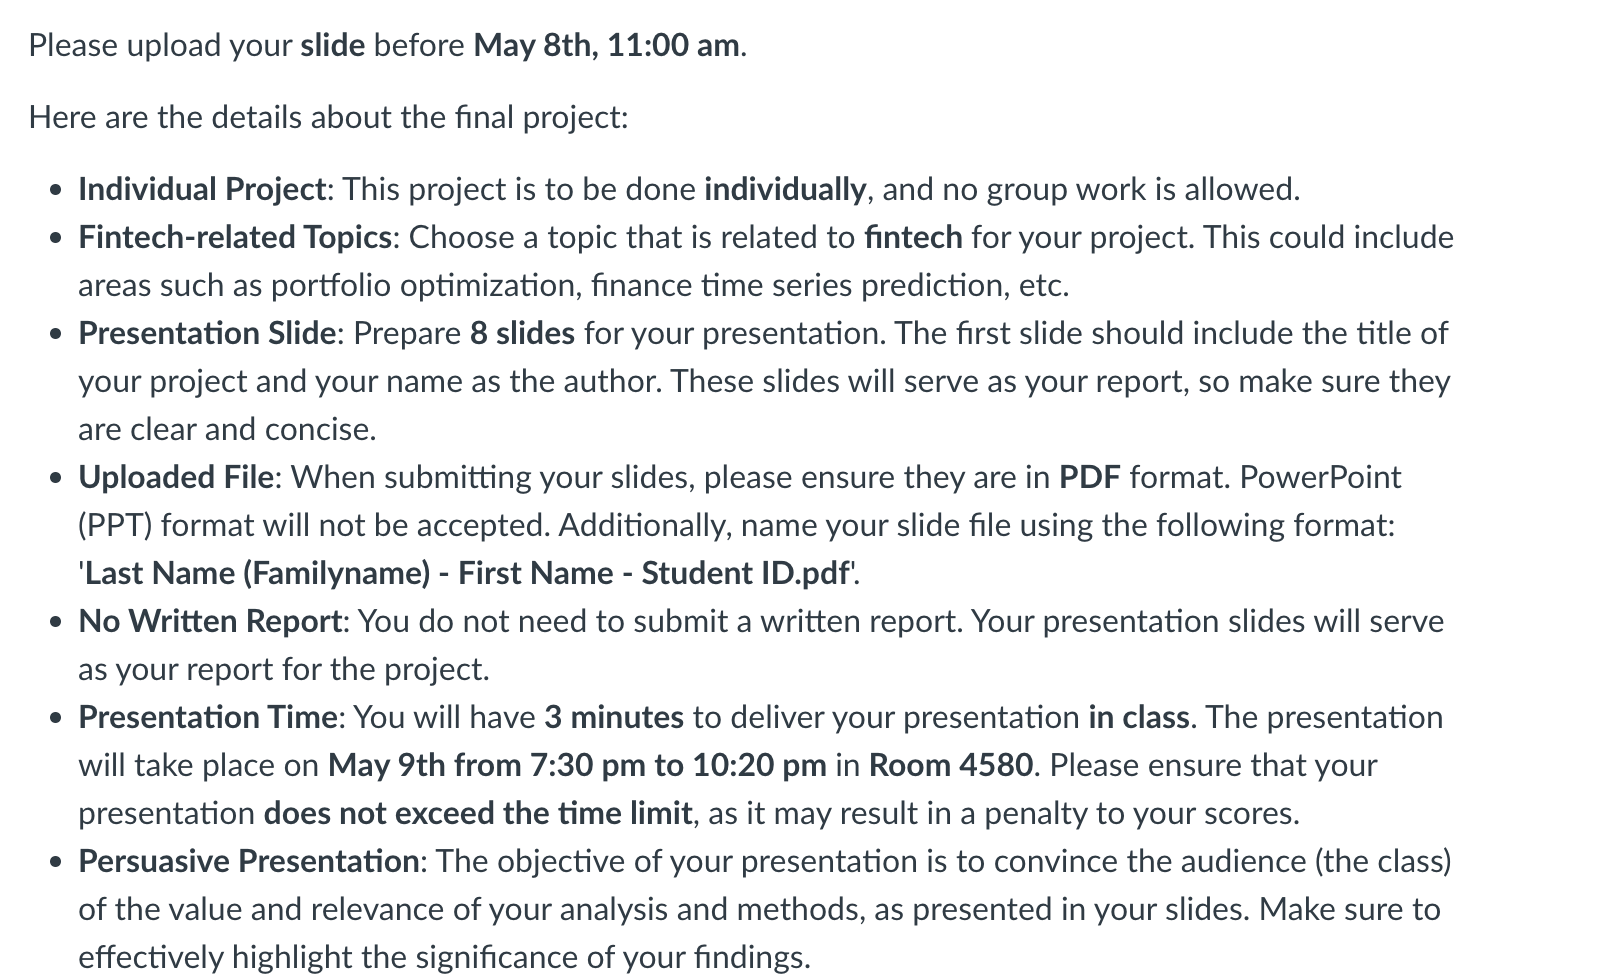 Please upload your slide before May 8th, 11:00 am.
Here are the details about the final project:
• Individual Project: This project is to be done individually, and no group work is allowed.
• Fintech-related Topics: Choose a topic that is related to fintech for your project. This could include
areas such as portfolio optimization, finance time series prediction, etc.
• Presentation Slide: Prepare 8 slides for your presentation. The first slide should include the title of
your project and your name as the author. These slides will serve as your report, so make sure they
are clear and concise.
• Uploaded File: When submitting your slides, please ensure they are in PDF format. PowerPoint
(PPT) format will not be accepted. Additionally, name your slide file using the following format:
'Last Name (Familyname) - First Name - Student ID.pdf'.
• No Written Report: You do not need to submit a written report. Your presentation slides will serve
as your report for the project.
• Presentation Time: You will have 3 minutes to deliver your presentation in class. The presentation
will take place on May 9th from 7:30 pm to 10:20 pm in Room 4580. Please ensure that your
presentation does not exceed the time limit, as it may result in a penalty to your scores.
• Persuasive Presentation: The objective of your presentation is to convince the audience (the class)
of the value and relevance of your analysis and methods, as presented in your slides. Make sure to
effectively highlight the significance of your findings.